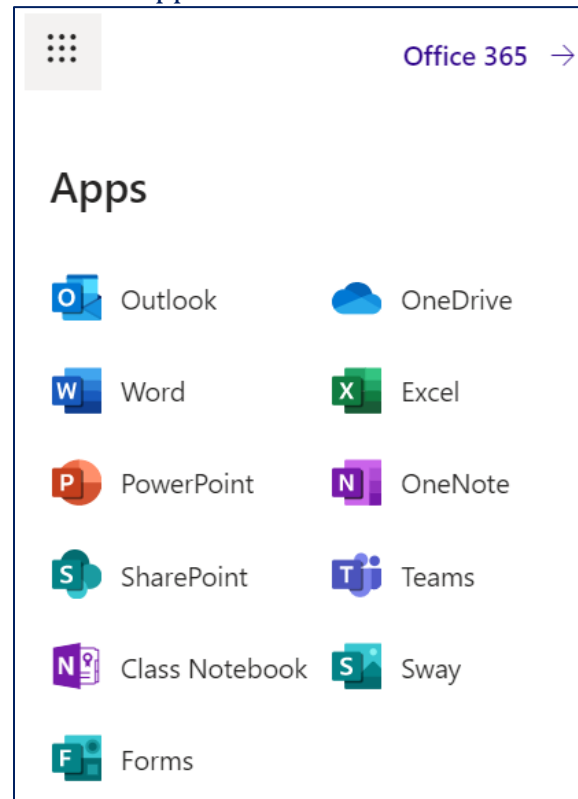 Office 365 →
Apps
Outlook OneDrive
Word Excel
PowerPoint OneNote
SharePoint Teams
Class Notebook Sway
Forms